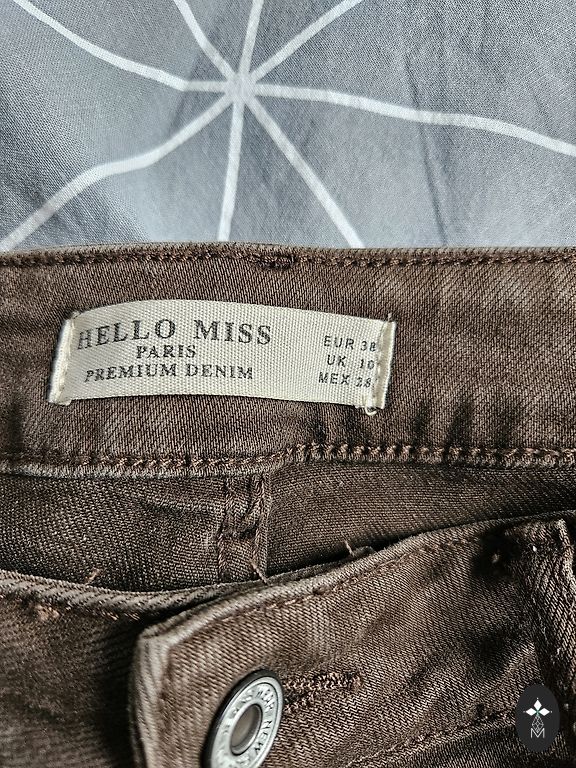 HELLO MISS
PARIS
PREMIUM DENIM
EUR 38
UK 10
MEX 28